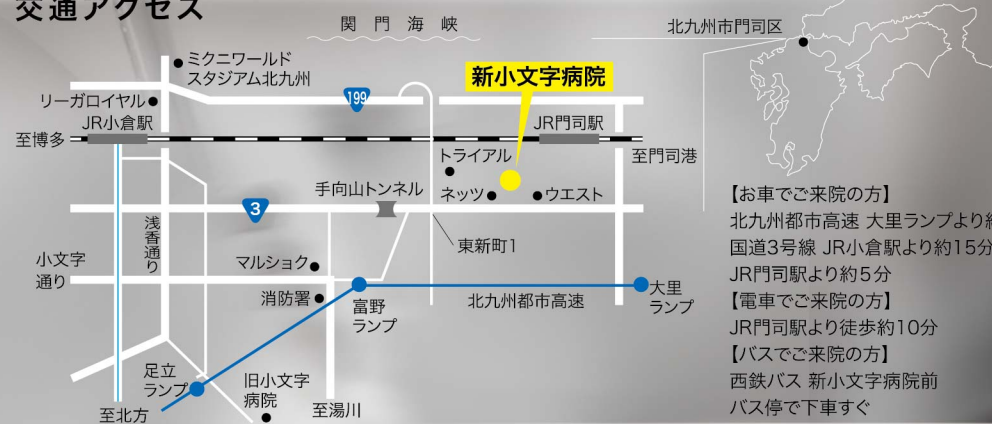 交通アクセス
関門海峡
北九州市門司区
ミクニワールド
スタジアム北九州
新小文字病院
リーガロイヤル
199
JR小倉駅
JR門司駅
至博多
至門司港
トライアル
手向山トンネル
ネッツ
ウエスト
3
浅香通り
東新町1
小文字
通り
マルショク
消防署
富野
ランプ
北九州都市高速
大里
ランプ
足立
ランプ
旧小文字
病院
至北方
至湯川
【お車でご来院の方】
北九州都市高速 大里ランプより
国道3号線 JR小倉駅より約15分
JR門司駅より約5分
【電車でご来院の方】
JR門司駅より徒歩約10分
【バスでご来院の方】
西鉄バス 新小文字病院前
バス停で下車すぐ